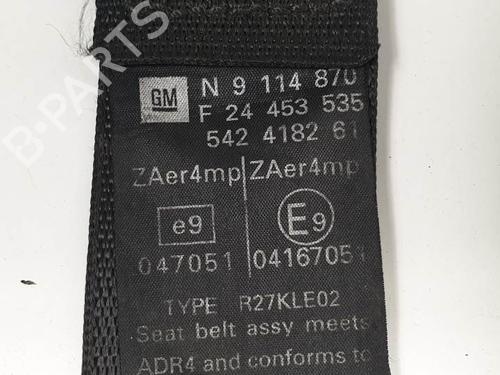 GM
N 9 114 870
F 24 453 535
542 4182 61
ZAer4mp ZAer4mp
e9 E9
047051 04167051
TYPE R27KLE02
Seat belt assy meets
ADR4 and conforms to
B-PARTS